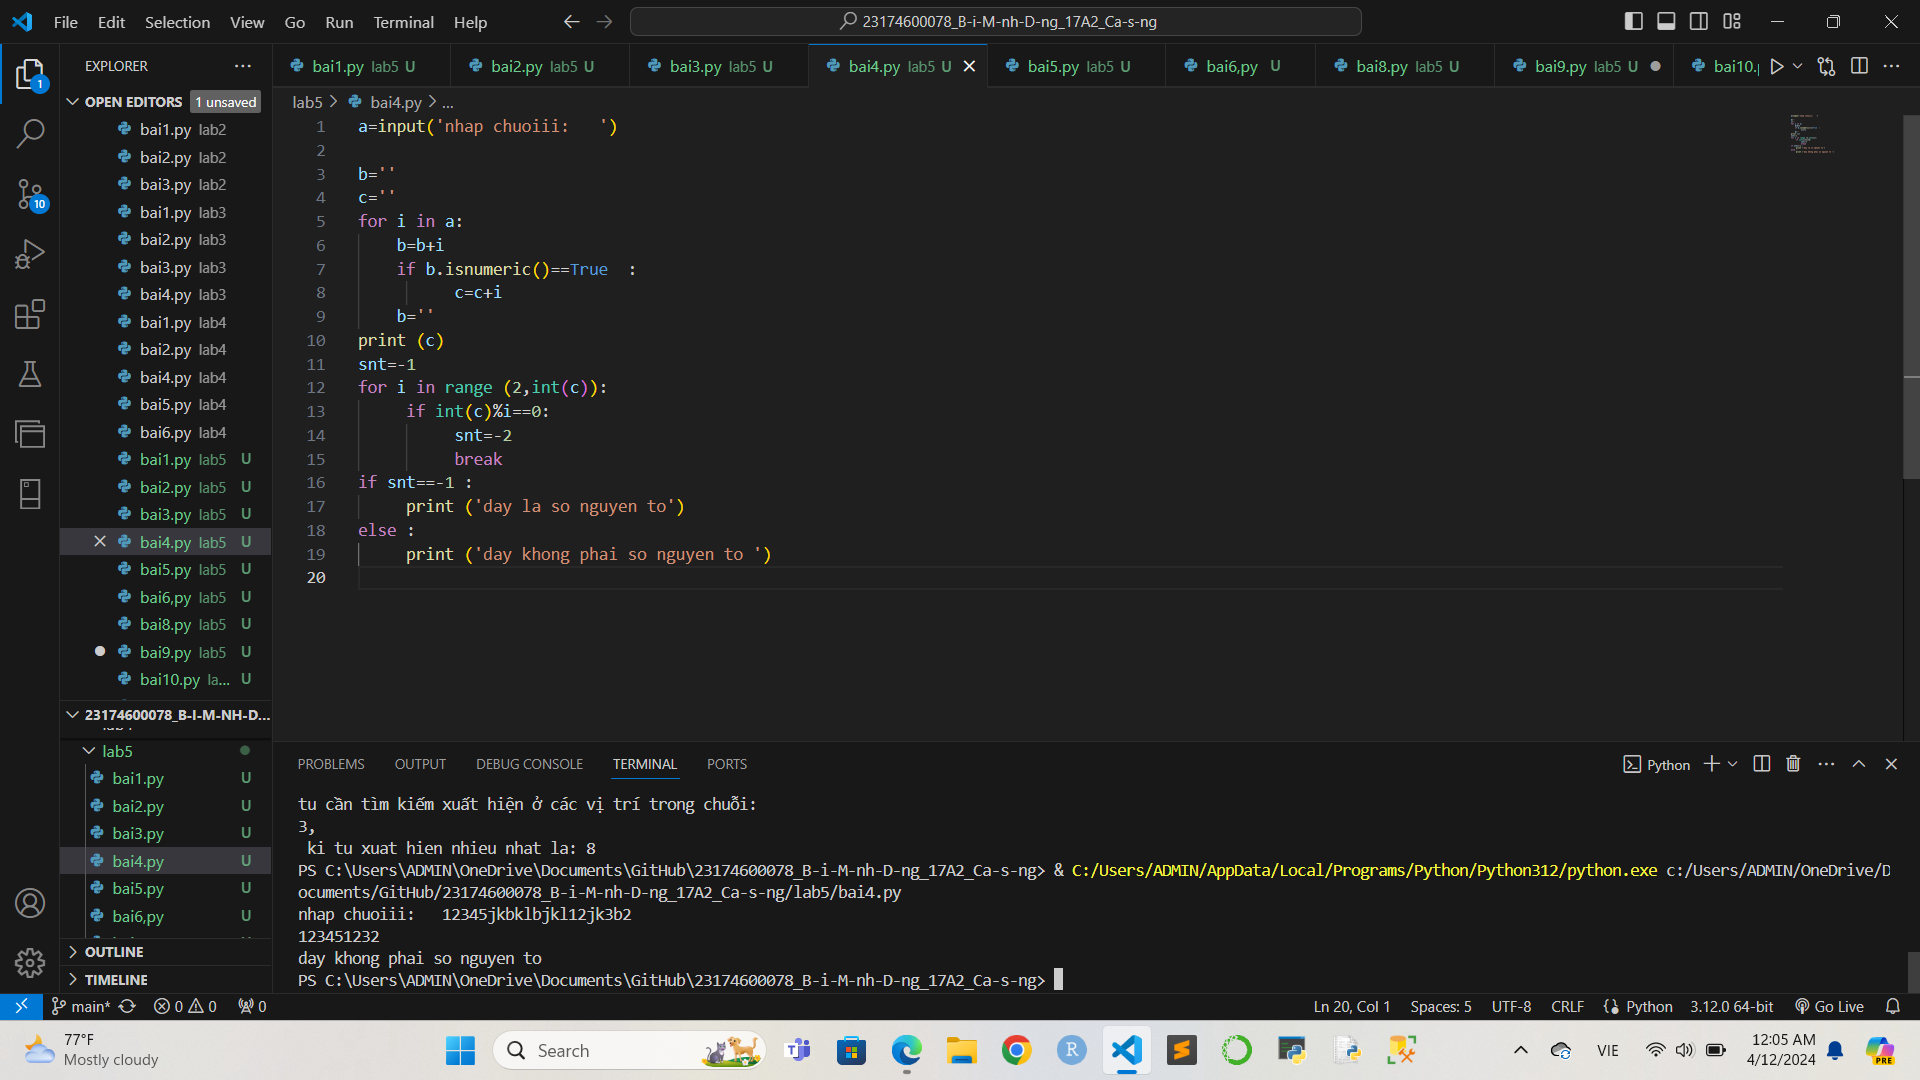 File Edit Selection View Go Run Terminal Help
23174600078_B-i-M-nh-D-ng_17A2_Ca-s-ng
EXPLORER
OPEN EDITORS 1 unsaved
bai1.py lab2
bai2.py lab2
bai3.py lab2
bai1.py lab3
bai2.py lab3
bai3.py lab3
bai4.py lab3
bai1.py lab4
bai2.py lab4
bai4.py lab4
bai5.py lab4
bai6.py lab4
bai1.py lab5 U
bai2.py lab5 U
bai3.py lab5 U
bai4.py lab5 U
bai5.py lab5 U
bai6,py lab5 U
bai8.py lab5 U
bai9.py lab5 U
bai10.py la... U
23174600078_B-I-M-NH-D...
lab5
bai1.py U
bai2.py U
bai3.py U
bai4.py U
bai5.py U
bai6,py U
OUTLINE
TIMELINE
1
10
bai1.py lab5 U bai2.py lab5 U bai3.py lab5 U bai4.py lab5 U bai5.py lab5 U bai6,py U bai8.py lab5 U bai9.py lab5 U bai10.
lab5 > bai4.py > ...
1 a=input('nhap chuoiii:   ')
2
3 b=''
4 c=''
5 for i in a:
6     b=b+i
7     if b.isnumeric()==True  :
8           c=c+i
9     b=''
10 print (c)
11 snt=-1
12 for i in range (2,int(c)):
13      if int(c)%i==0:
14           snt=-2
15           break
16 if snt==-1 :
17      print ('day la so nguyen to')
18 else :
19      print ('day khong phai so nguyen to ')
20
PROBLEMS OUTPUT DEBUG CONSOLE TERMINAL PORTS
Python
tu cần tìm kiếm xuất hiện ở các vị trí trong chuỗi:
3,
 ki tu xuat hien nhieu nhat la: 8
PS C:\Users\ADMIN\OneDrive\Documents\GitHub\23174600078_B-i-M-nh-D-ng_17A2_Ca-s-ng> & C:/Users/ADMIN/AppData/Local/Programs/Python/Python312/python.exe c:/Users/ADMIN/OneDrive/D
ocuments/GitHub/23174600078_B-i-M-nh-D-ng_17A2_Ca-s-ng/lab5/bai4.py
nhap chuoiii:   12345jkbklbjkl12jk3b2
123451232
day khong phai so nguyen to
PS C:\Users\ADMIN\OneDrive\Documents\GitHub\23174600078_B-i-M-nh-D-ng_17A2_Ca-s-ng>
main* 0 0 0 Ln 20, Col 1 Spaces: 5 UTF-8 CRLF Python 3.12.0 64-bit Go Live
77°F
Mostly cloudy
Search
R
VIE
12:05 AM
4/12/2024
PRE